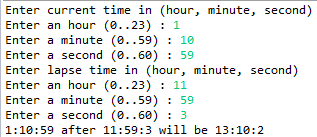 Enter current time in (hour, minute, second)
Enter an hour (0..23) : 1
Enter a minute (0..59) : 10
Enter a second (0..60) : 59
Enter lapse time in (hour, minute, second)
Enter an hour (0..23) : 11
Enter a minute (0..59) : 59
Enter a second (0..60) : 3
1:10:59 after 11:59:3 will be 13:10:2